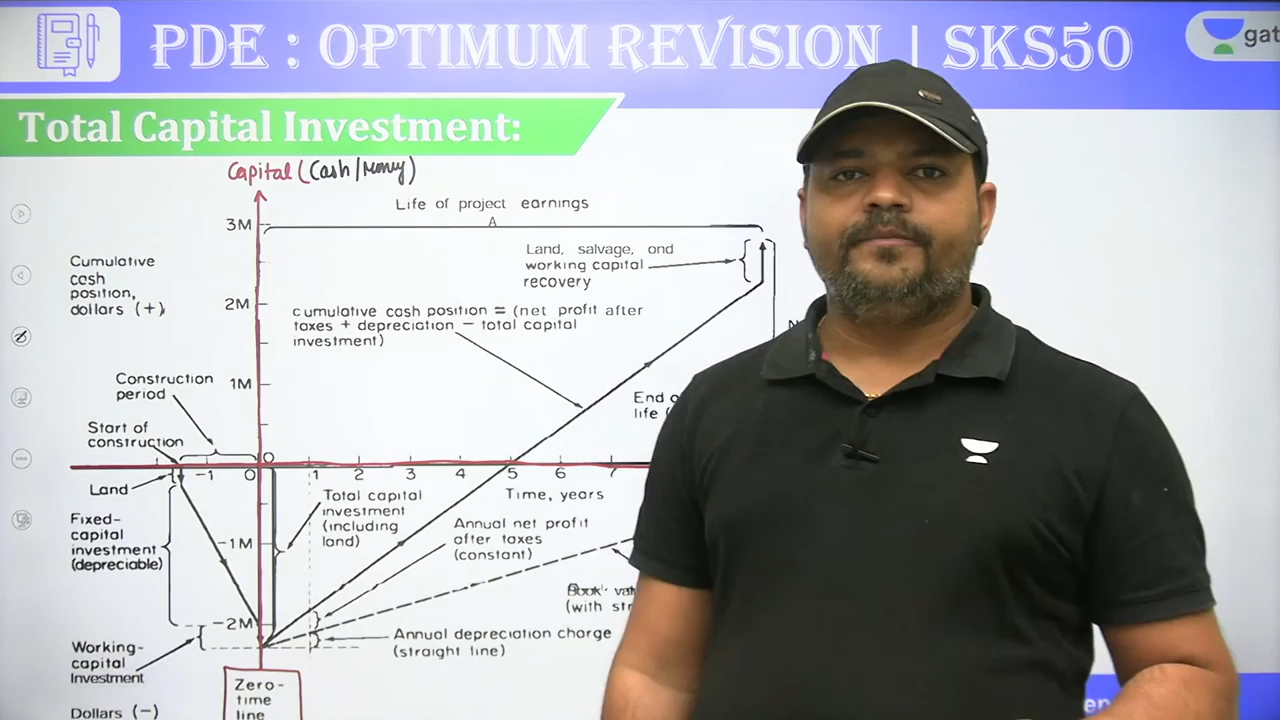 PDE : OPTIMUM REVISION | SKS50
gat
Total Capital Investment:
Capital (Cash/Money)
Life of project earnings
A
3M
Land, salvage, ond
working capital
recovery
Cumulative
cash
position,
dollars (+)
2M
cumulative cash position = (net profit after
taxes + depreciation - total capital
investment)
N
Construction
period
1M
End o
life (
Start of
construction
O
-1 0 1 2 3 4 5 6 7
Land
Time, years
Total capital
investment
(including
land)
Fixed-
capital
investment
(depreciable)
Annual net profit
after taxes
(constant)
-1M
Book val
(with str
-2M
Annual depreciation charge
(straight line)
Working-
capital
Investment
Zero-
time
line
Dollars (-)
en